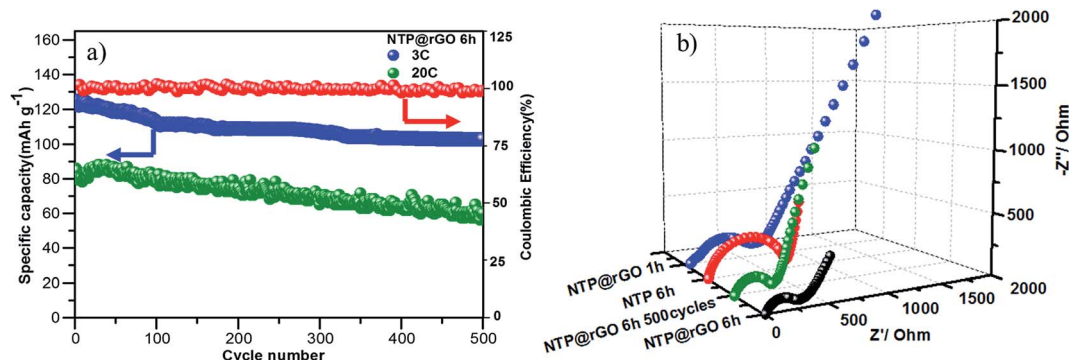 a)
NTP@rGO 6h
3C
20C
160
140
120
100
80
60
40
20
0
Specific capacity(mAh g⁻¹)
125
100
75
50
25
0
Coulombic Efficiency(%)
0 100 200 300 400 500
Cycle number
b)
2000
1500
1000
500
-Z''/ Ohm
NTP@rGO 1h
NTP 6h
NTP@rGO 6h 500cycles
NTP@rGO 6h
0 500 1000 1500 2000
Z'/ Ohm